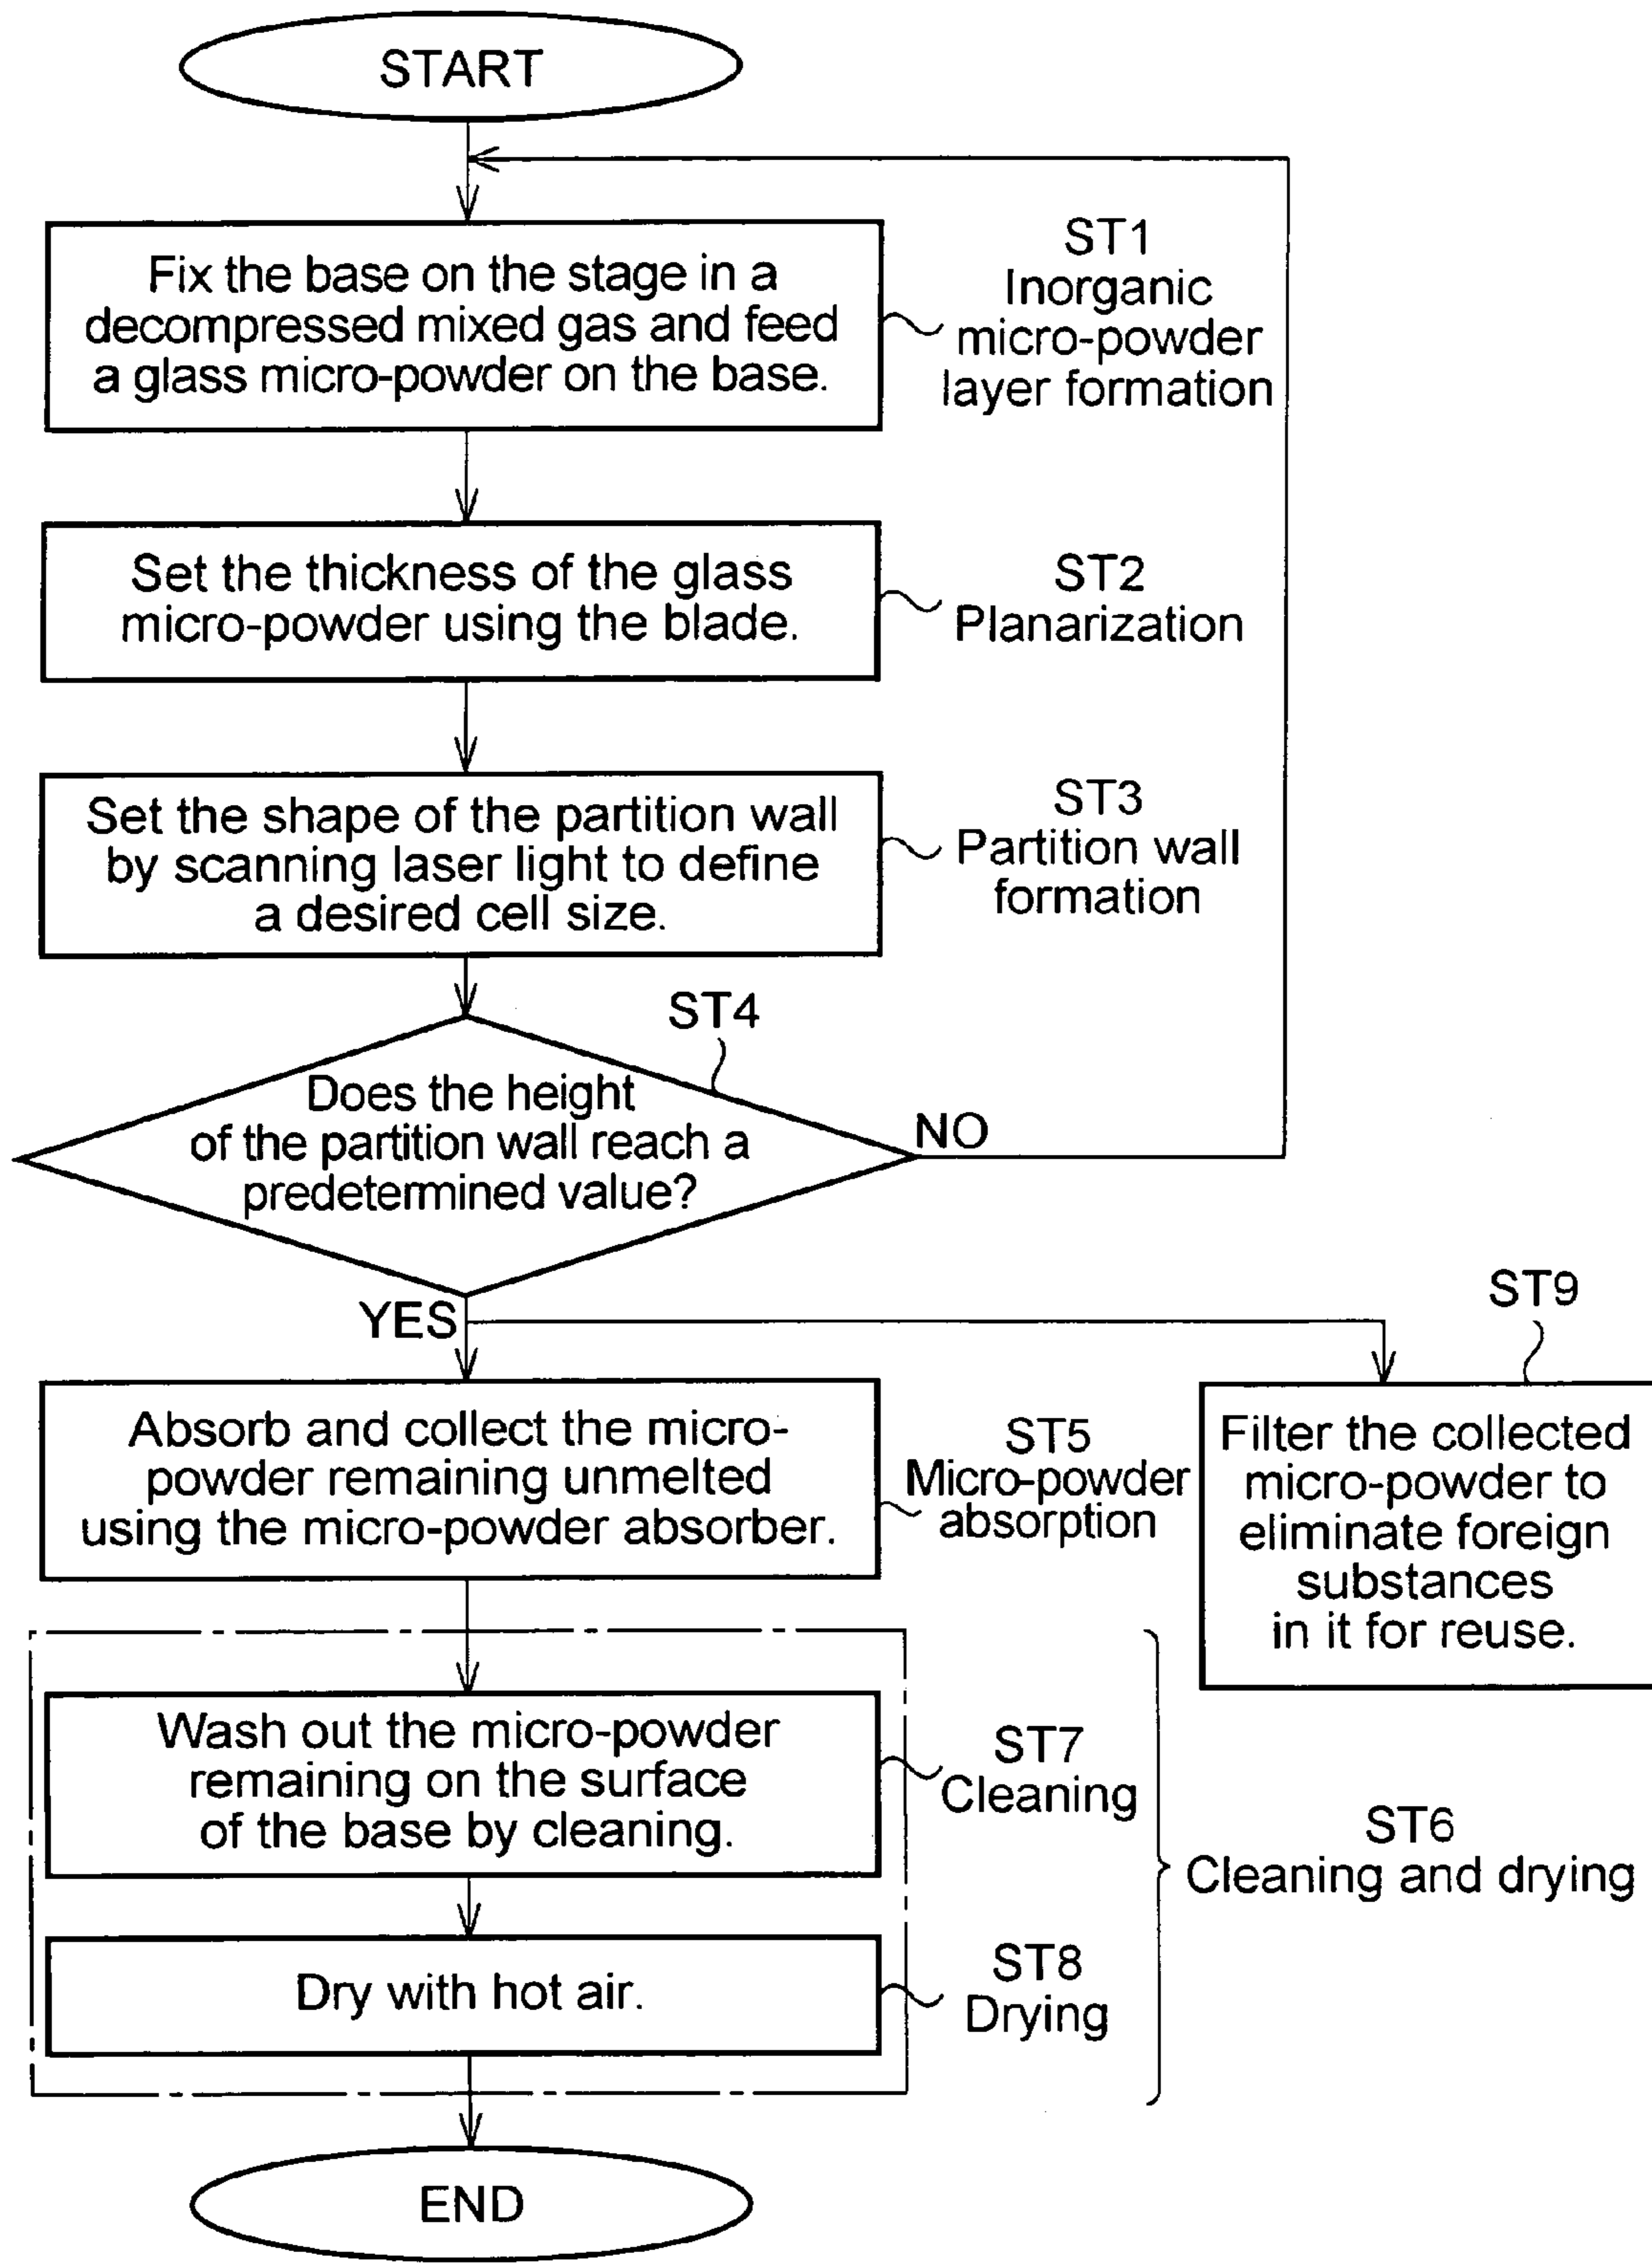 START
Fix the base on the stage in a
decompressed mixed gas and feed
a glass micro-powder on the base.
ST1
Inorganic
micro-powder
layer formation
Set the thickness of the glass
micro-powder using the blade.
ST2
Planarization
Set the shape of the partition wall
by scanning laser light to define
a desired cell size.
ST3
Partition wall
formation
ST4
Does the height
of the partition wall reach a
predetermined value?
NO
YES
ST9
Absorb and collect the micro-
powder remaining unmelted
using the micro-powder absorber.
ST5
Micro-powder
absorption
Filter the collected
micro-powder to
eliminate foreign
substances
in it for reuse.
Wash out the micro-powder
remaining on the surface
of the base by cleaning.
ST7
Cleaning
ST6
Cleaning and drying
Dry with hot air.
ST8
Drying
END